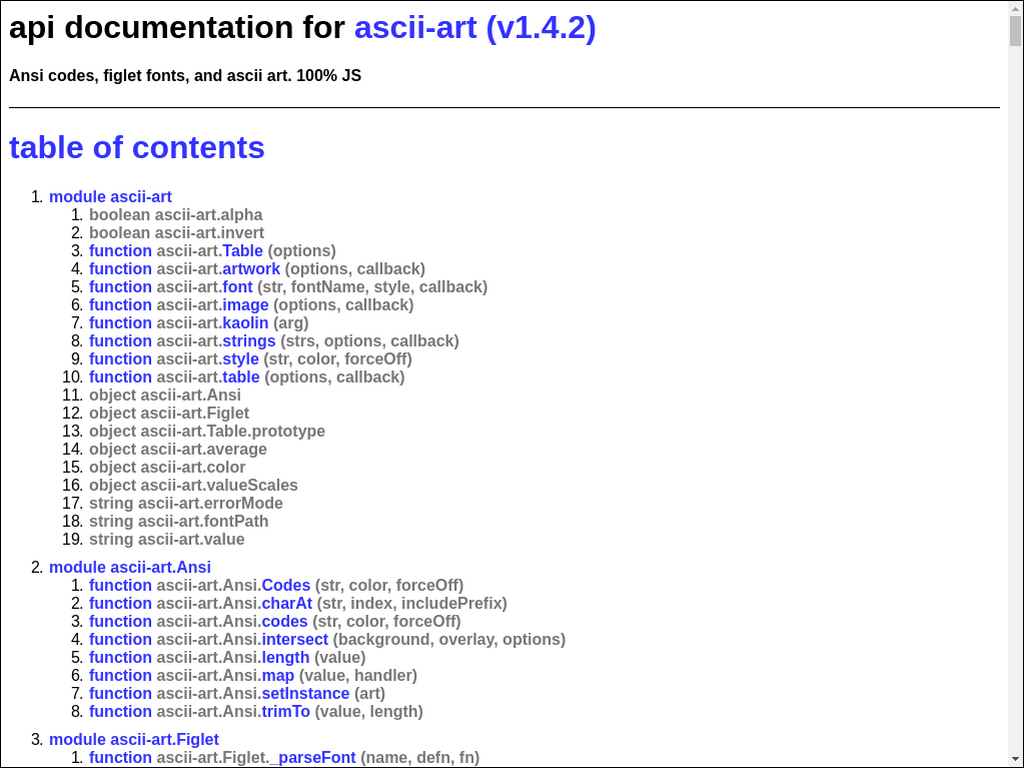 api documentation for ascii-art (v1.4.2)
Ansi codes, figlet fonts, and ascii art. 100% JS
table of contents
1. module ascii-art
1. boolean ascii-art.alpha
2. boolean ascii-art.invert
3. function ascii-art.Table (options)
4. function ascii-art.artwork (options, callback)
5. function ascii-art.font (str, fontName, style, callback)
6. function ascii-art.image (options, callback)
7. function ascii-art.kaolin (arg)
8. function ascii-art.strings (strs, options, callback)
9. function ascii-art.style (str, color, forceOff)
10. function ascii-art.table (options, callback)
11. object ascii-art.Ansi
12. object ascii-art.Figlet
13. object ascii-art.Table.prototype
14. object ascii-art.average
15. object ascii-art.color
16. object ascii-art.valueScales
17. string ascii-art.errorMode
18. string ascii-art.fontPath
19. string ascii-art.value
2. module ascii-art.Ansi
1. function ascii-art.Ansi.Codes (str, color, forceOff)
2. function ascii-art.Ansi.charAt (str, index, includePrefix)
3. function ascii-art.Ansi.codes (str, color, forceOff)
4. function ascii-art.Ansi.intersect (background, overlay, options)
5. function ascii-art.Ansi.length (value)
6. function ascii-art.Ansi.map (value, handler)
7. function ascii-art.Ansi.setInstance (art)
8. function ascii-art.Ansi.trimTo (value, length)
3. module ascii-art.Figlet
1. function ascii-art.Figlet._parseFont (name, defn, fn)